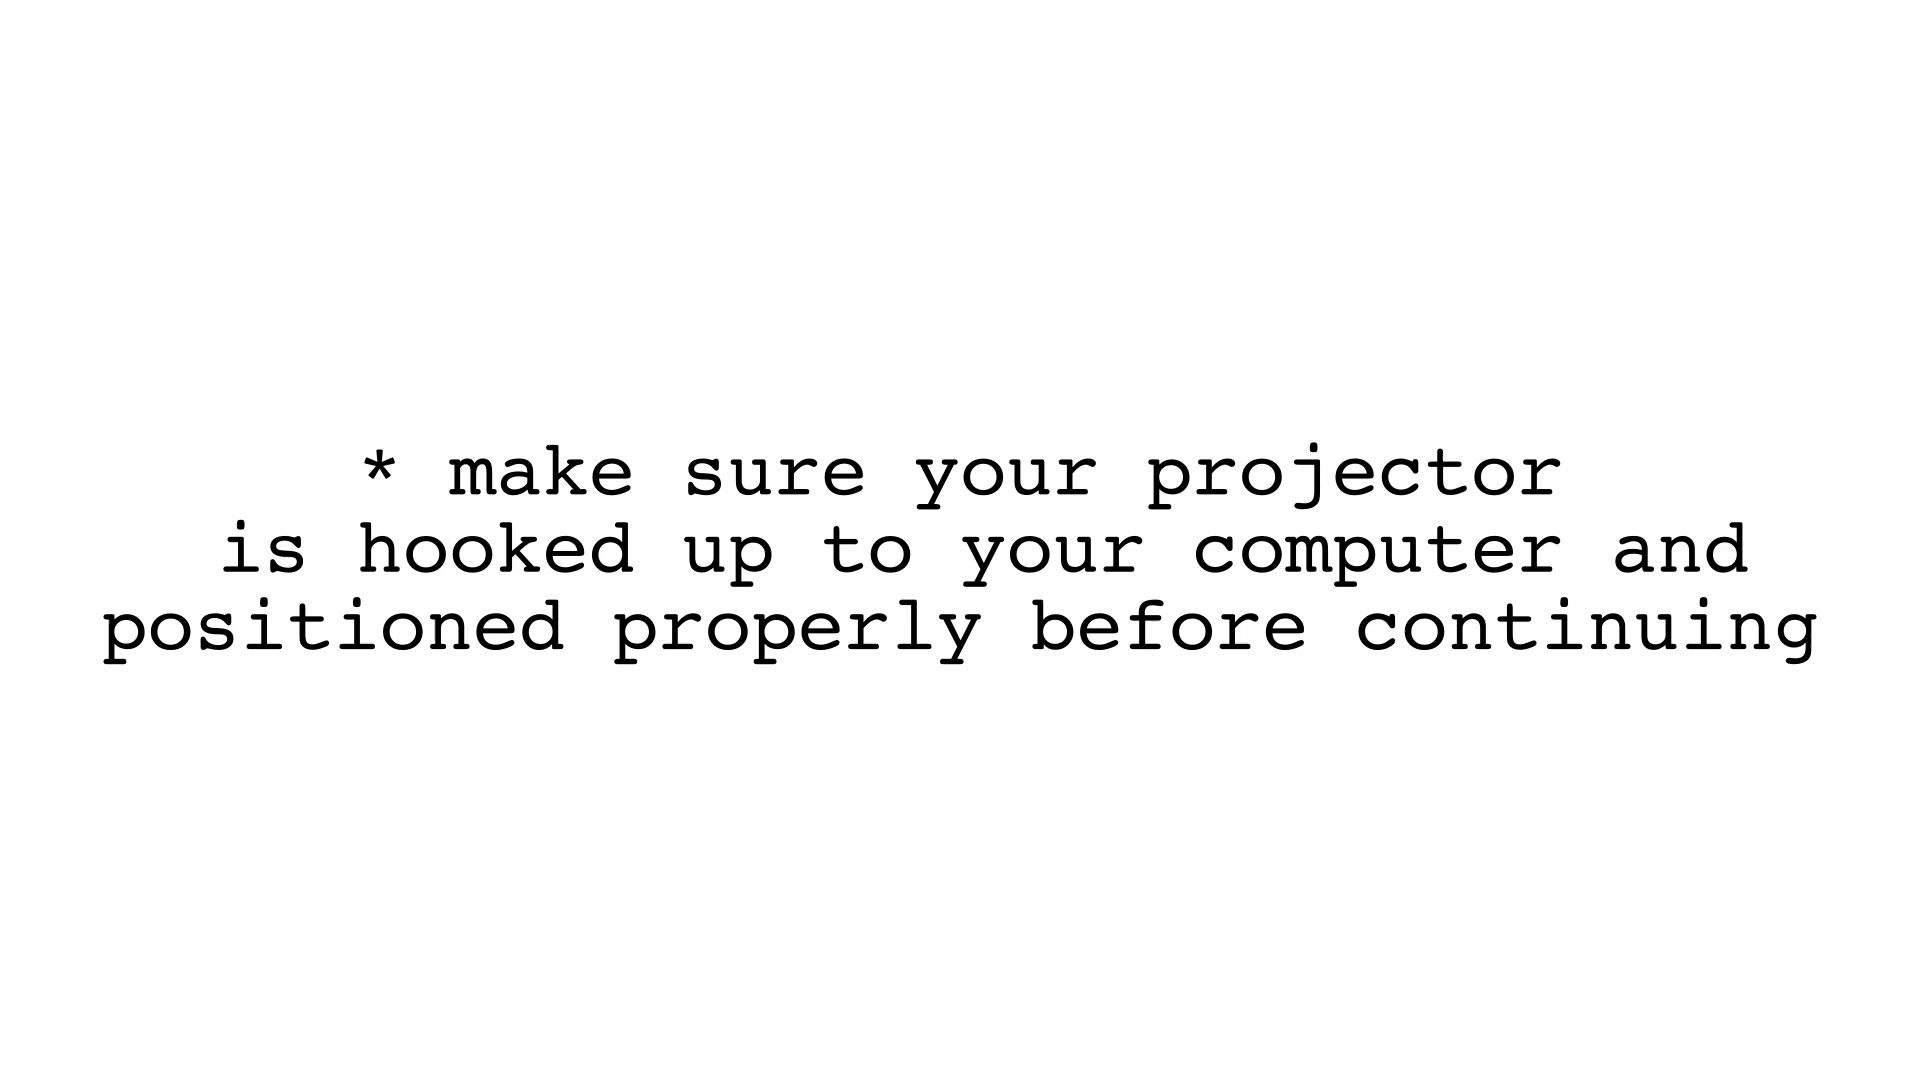 * make sure your projector
is hooked up to your computer and
positioned properly before continuing